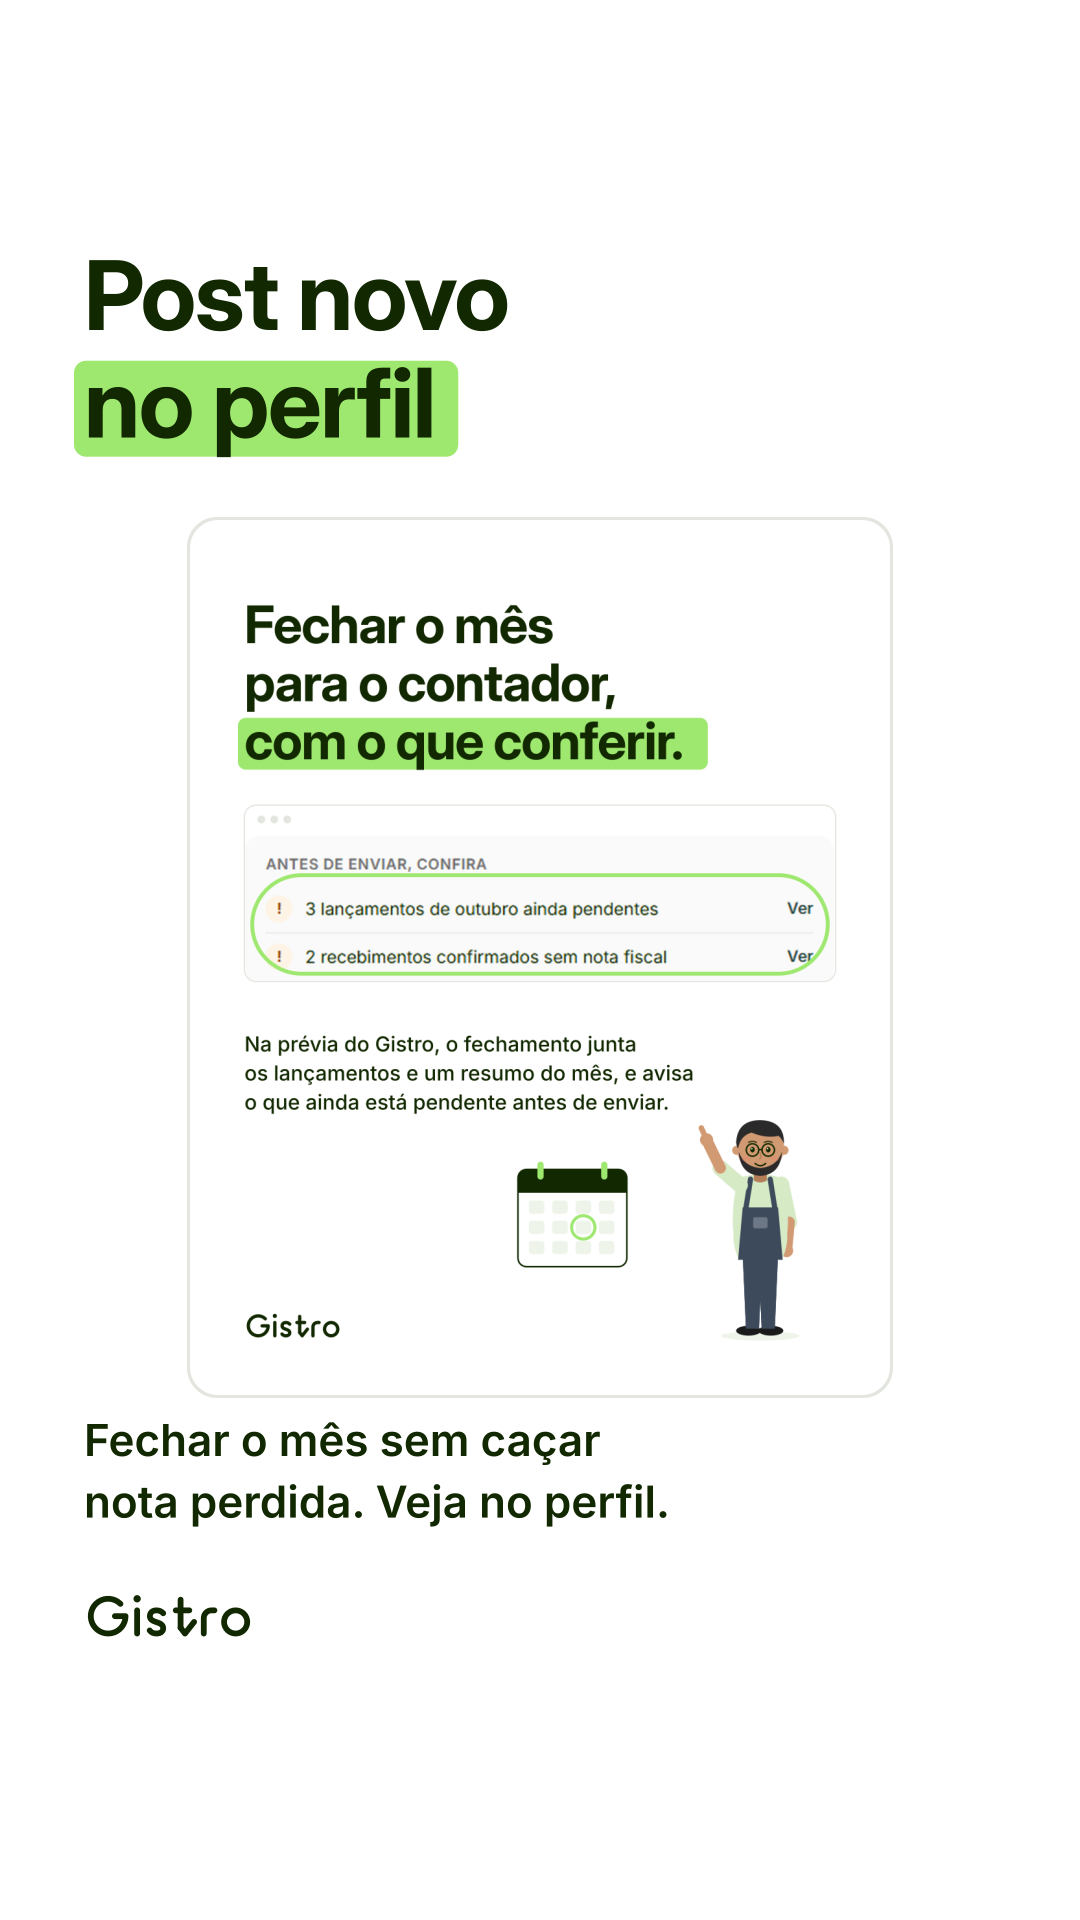 Post novo
no perfil
Fechar o mês
para o contador,
com o que conferir.
ANTES DE ENVIAR, CONFIRA
! 3 lançamentos de outubro ainda pendentes Ver
! 2 recebimentos confirmados sem nota fiscal Ver
Na prévia do Gistro, o fechamento junta
os lançamentos e um resumo do mês, e avisa
o que ainda está pendente antes de enviar.
Gistro
Fechar o mês sem caçar
nota perdida. Veja no perfil.
Gistro